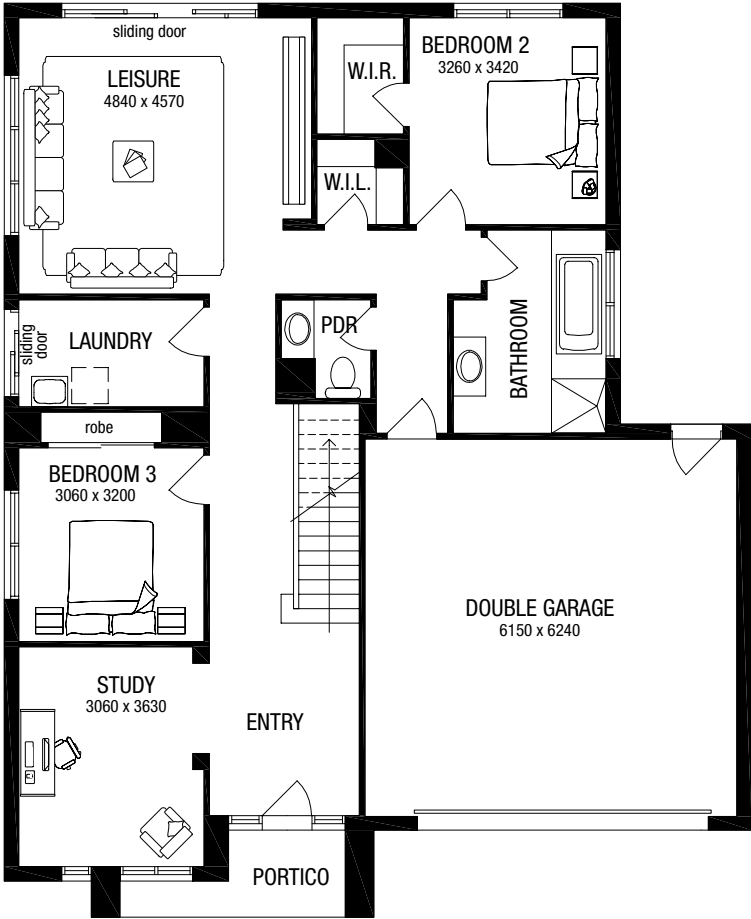 sliding door
LEISURE
4840 x 4570
W.I.R.
BEDROOM 2
3260 x 3420
W.I.L.
sliding
door
LAUNDRY
PDR
BATHROOM
robe
BEDROOM 3
3060 x 3200
DOUBLE GARAGE
6150 x 6240
STUDY
3060 x 3630
ENTRY
PORTICO